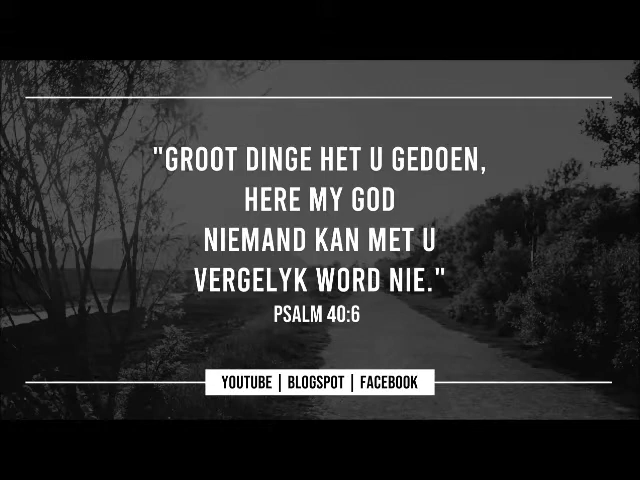 "GROOT DINGE HET U GEDOEN,
HERE MY GOD
NIEMAND KAN MET U
VERGELYK WORD NIE."
PSALM 40:6
YOUTUBE | BLOGSPOT | FACEBOOK